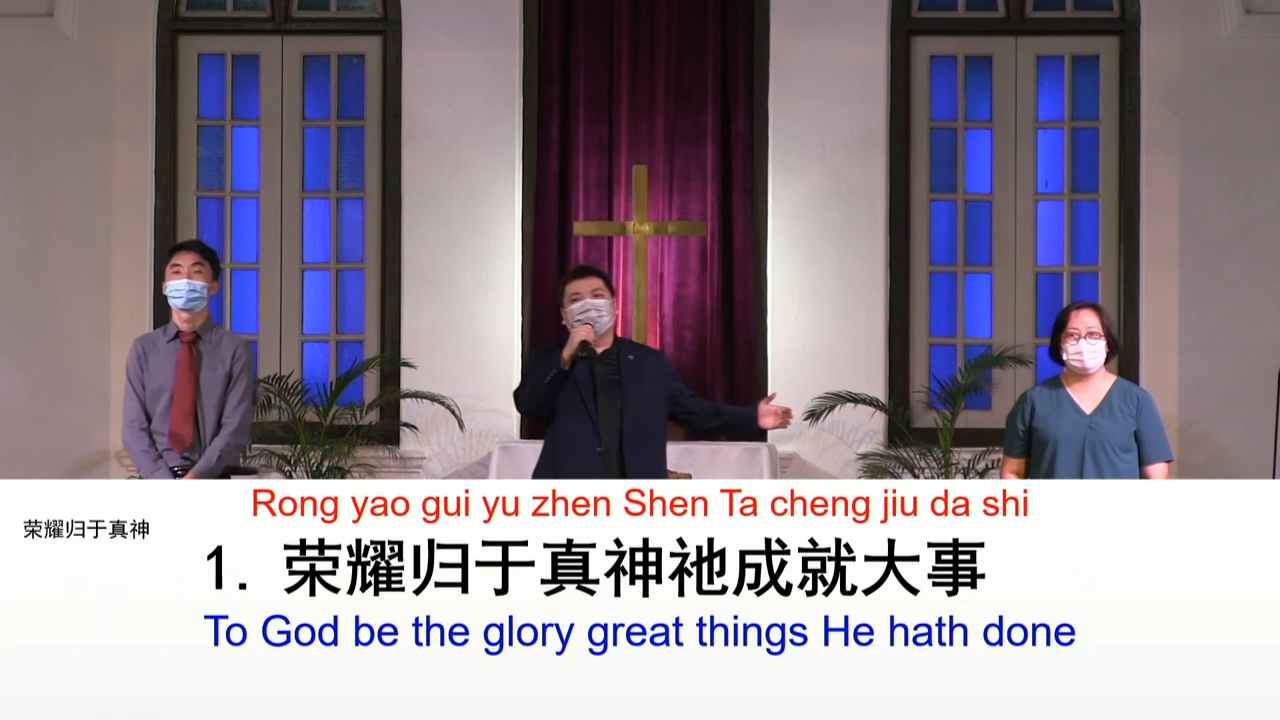 Rong yao gui yu zhen Shen Ta cheng jiu da shi
荣耀归于真神
1. 荣耀归于真神祂成就大事
To God be the glory great things He hath done